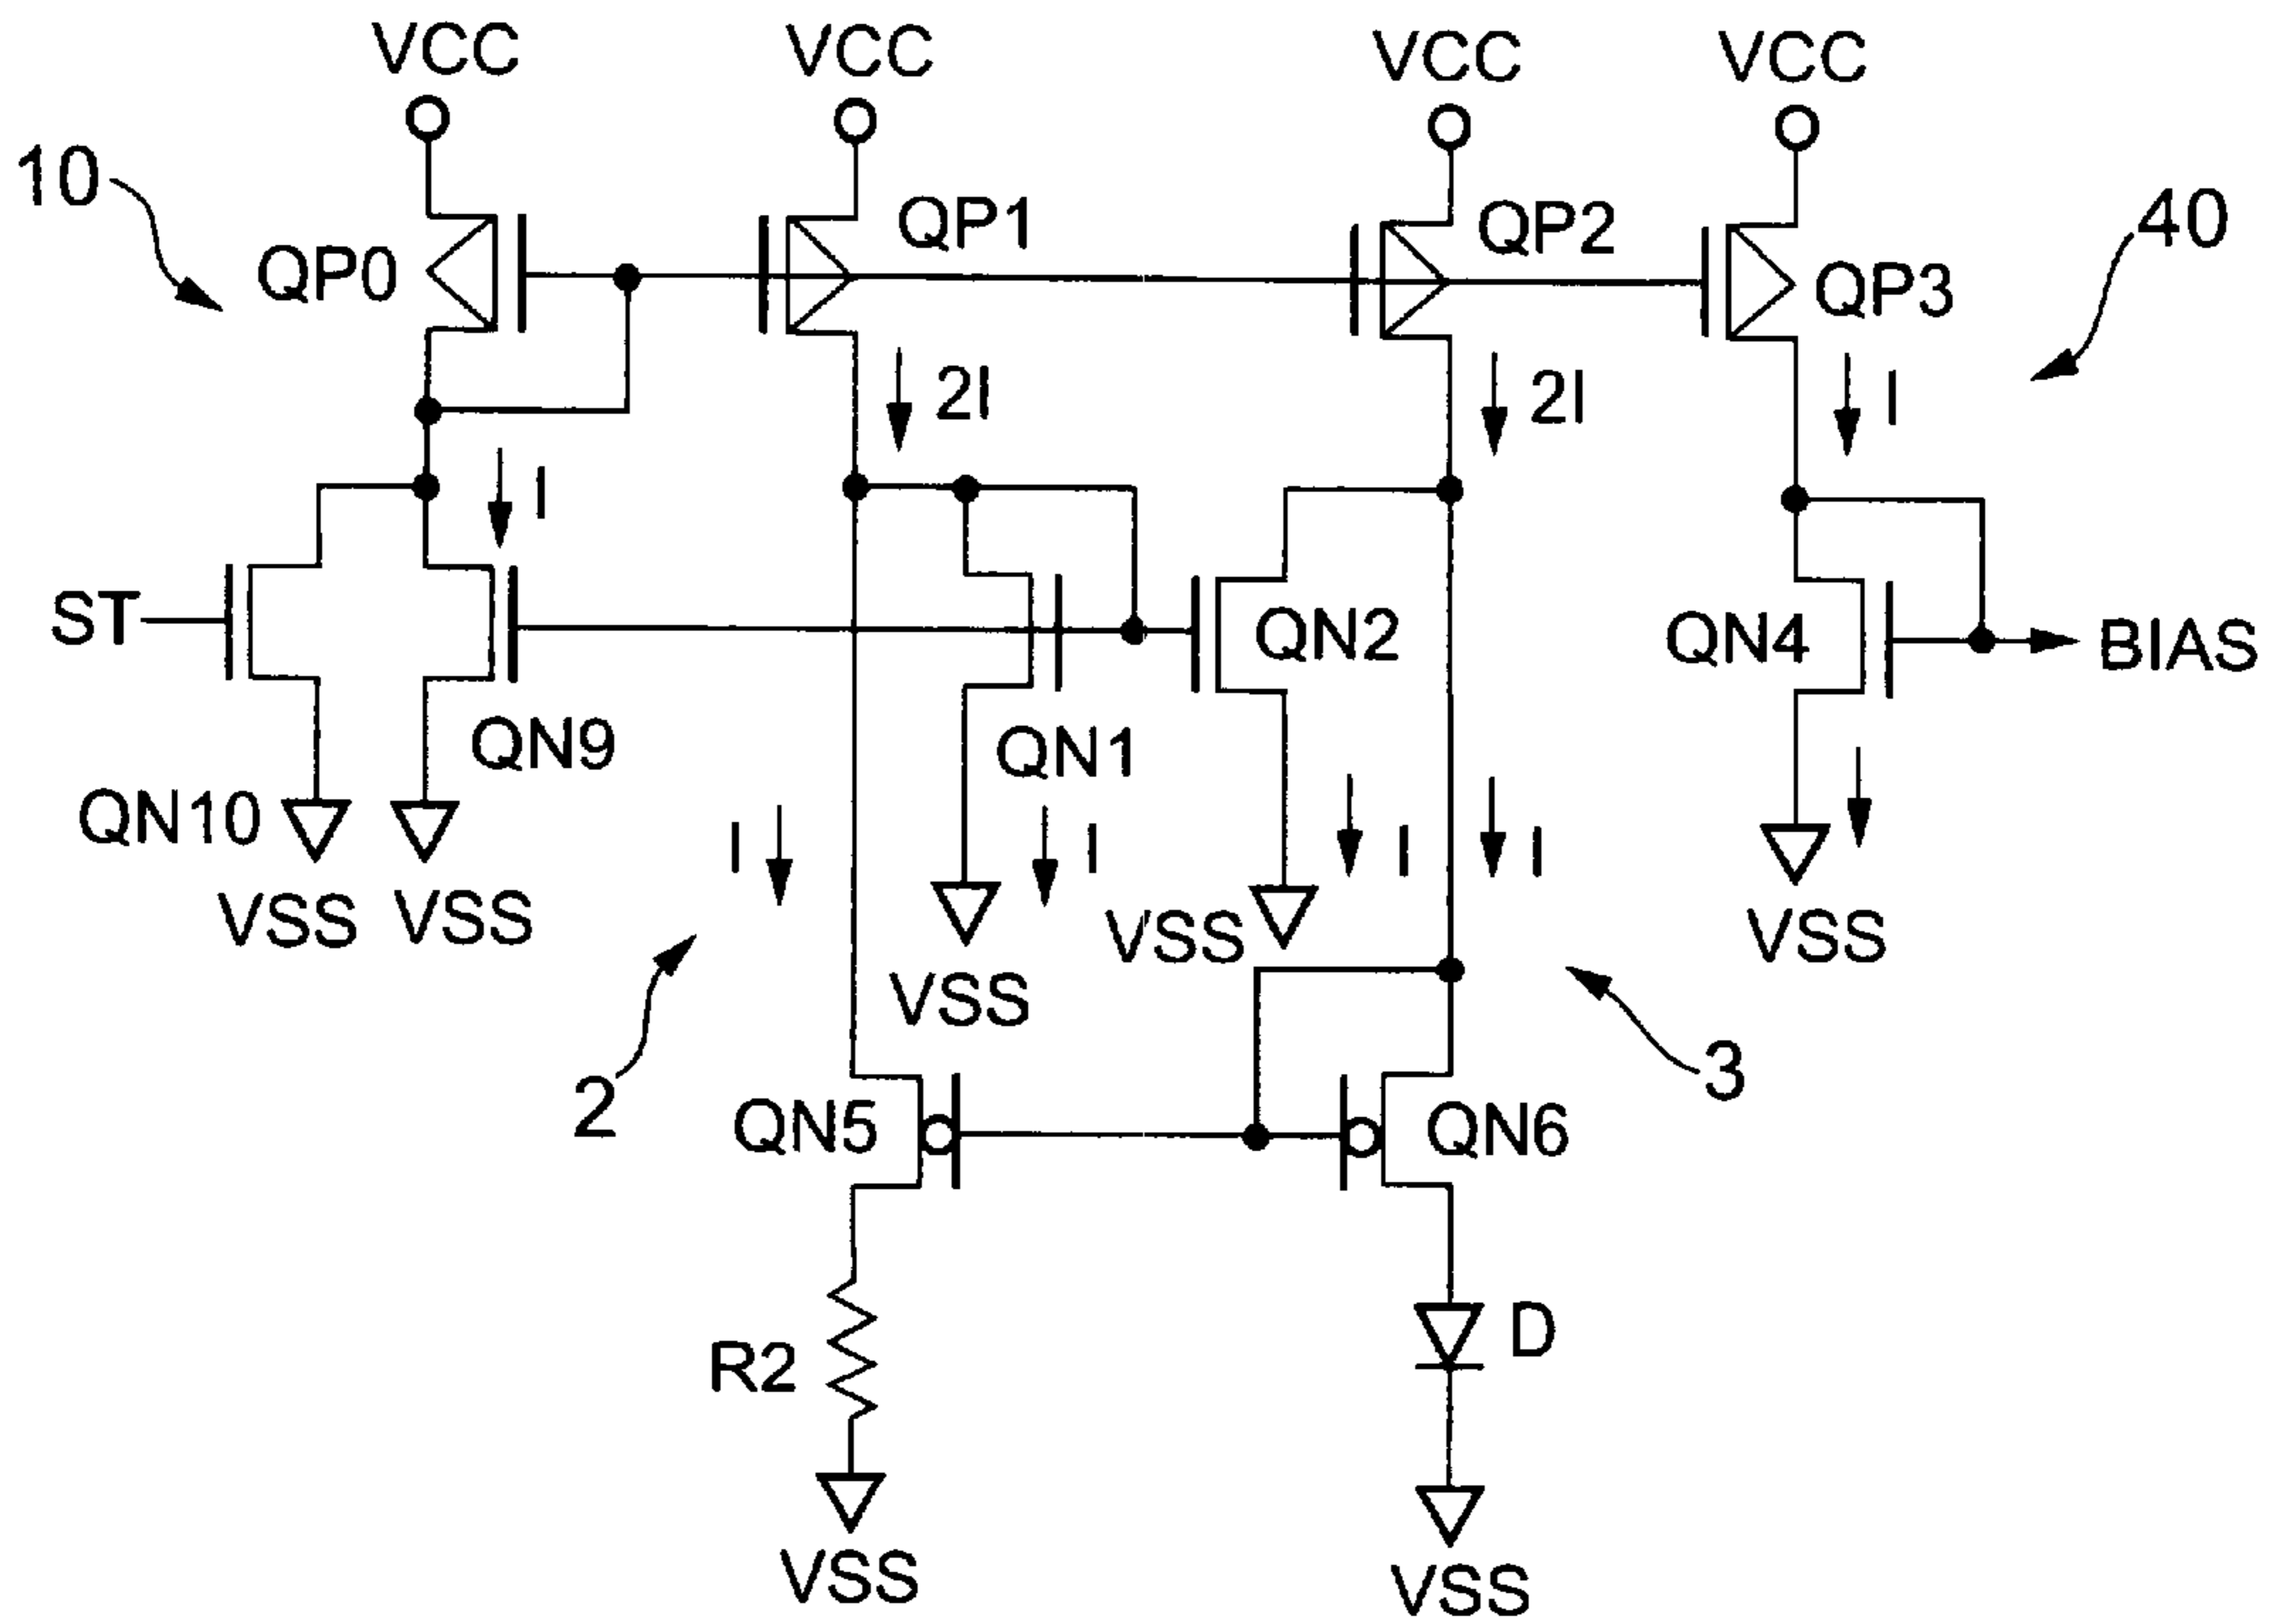 VCC VCC VCC VCC
10 QP0 QP1 QP2 QP3 40
2I 2I I
I
ST QN9 QN1 QN2 QN4 BIAS
QN10 I I I I
VSS VSS VSS VSS VSS
2 3
QN5 QN6
R2 D
VSS VSS